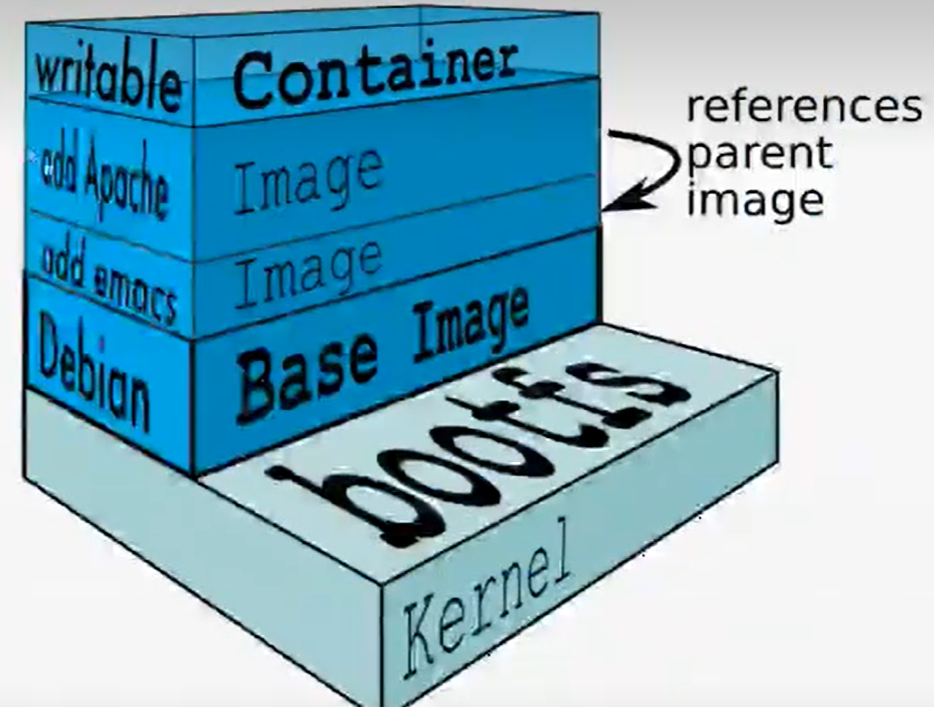 writable Container
add Apache Image
add emacs Image
Debian Base Image
references
parent
image
bootfs
Kernel